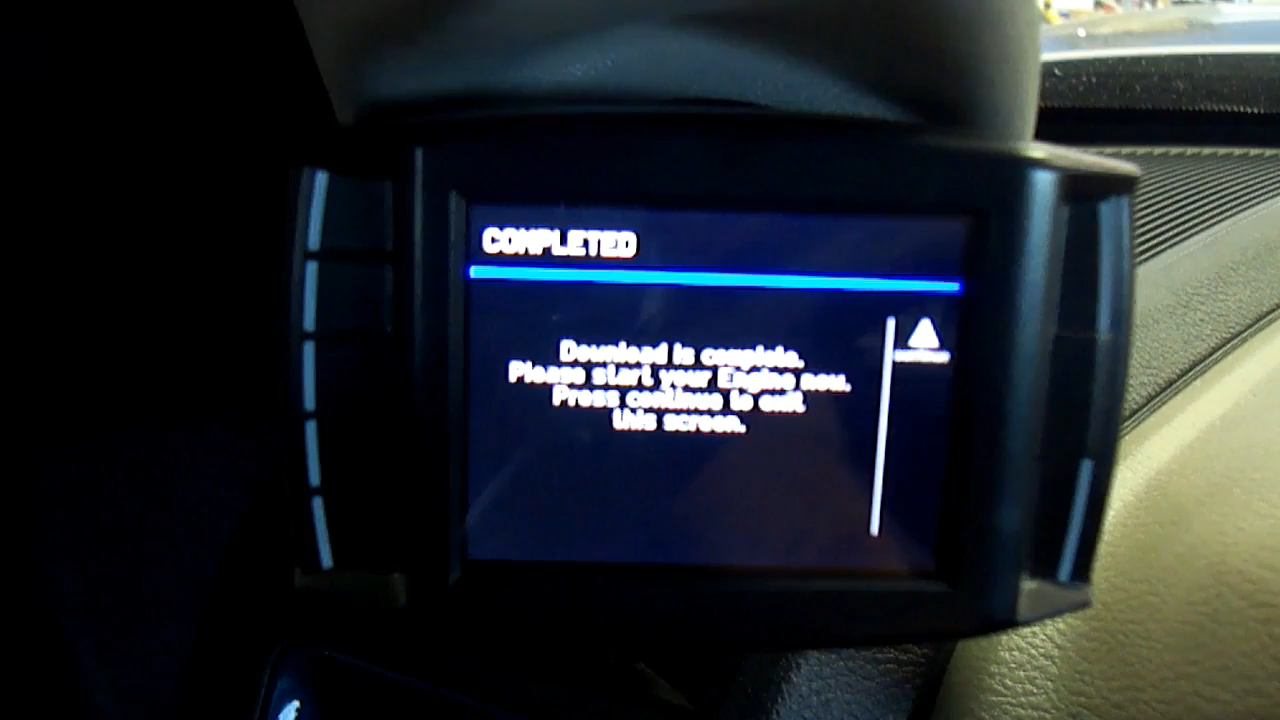 COMPLETED
Download is complete.
Please start your Engine now.
Press continue to exit
this screen.